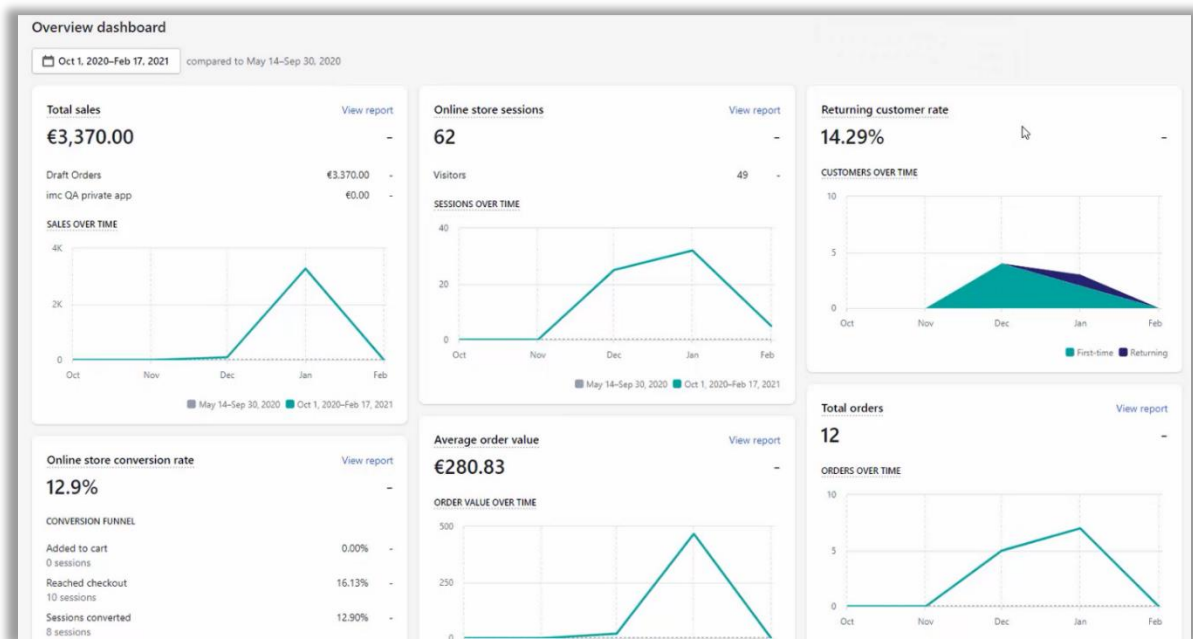 Overview dashboard
Oct 1, 2020–Feb 17, 2021 compared to May 14–Sep 30, 2020
Total sales View report
€3,370.00 -
Draft Orders €3,370.00 -
imc QA private app €0.00 -
SALES OVER TIME
4K
2K
0
Oct Nov Dec Jan Feb
May 14–Sep 30, 2020 Oct 1, 2020–Feb 17, 2021
Online store sessions View report
62 -
Visitors 49 -
SESSIONS OVER TIME
40
20
0
Oct Nov Dec Jan Feb
May 14–Sep 30, 2020 Oct 1, 2020–Feb 17, 2021
Returning customer rate
14.29% -
CUSTOMERS OVER TIME
10
5
0
Oct Nov Dec Jan Feb
First-time Returning
Online store conversion rate View report
12.9% -
CONVERSION FUNNEL
Added to cart 0.00% -
0 sessions
Reached checkout 16.13% -
10 sessions
Sessions converted 12.90% -
8 sessions
Average order value View report
€280.83 -
ORDER VALUE OVER TIME
500
250
0
Total orders View report
12 -
ORDERS OVER TIME
10
5
0
Oct Nov Dec Jan Feb